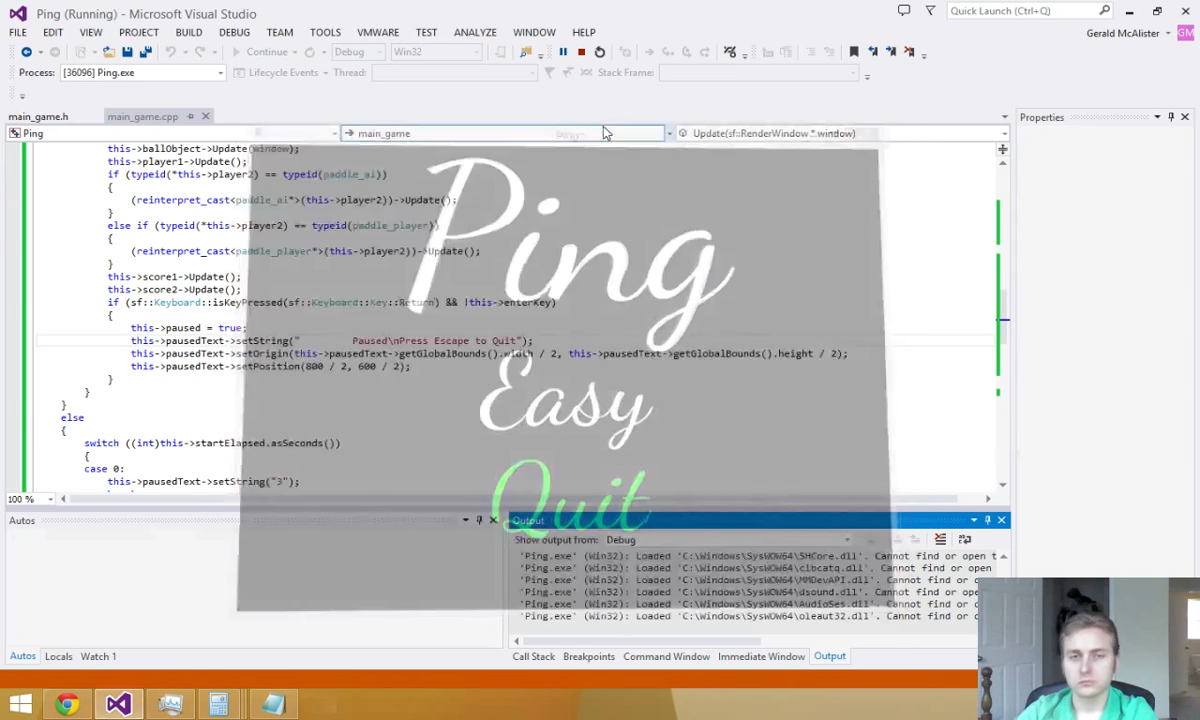 Ping (Running) - Microsoft Visual Studio
Quick Launch (Ctrl+Q)
FILE EDIT VIEW PROJECT BUILD DEBUG TEAM TOOLS VMWARE TEST ANALYZE WINDOW HELP
Gerald McAlister GM
Continue Debug Win32
Process: [36096] Ping.exe Lifecycle Events Thread: Stack Frame:
main_game.h main_game.cpp Properties
Ping main_game Update(sf::RenderWindow * window)
this->ballObject->Update(window);
this->player1->Update();
if (typeid(*this->player2) == typeid(paddle_ai))
{
(reinterpret_cast<paddle_ai*>(this->player2))->Update();
}
else if (typeid(*this->player2) == typeid(paddle_player))
{
(reinterpret_cast<paddle_player*>(this->player2))->Update();
}
this->score1->Update();
this->score2->Update();
if (sf::Keyboard::isKeyPressed(sf::Keyboard::Key::Return) && !this->enterKey)
{
this->paused = true;
this->pausedText->setString("        Paused\nPress Escape to Quit");
this->pausedText->setOrigin(this->pausedText->getGlobalBounds().width / 2, this->pausedText->getGlobalBounds().height / 2);
this->pausedText->setPosition(800 / 2, 600 / 2);
}
}
}
else
{
switch ((int)this->startElapsed.asSeconds())
{
case 0:
this->pausedText->setString("3");
Ping
Easy
Quit
100 %
Autos
Output
Show output from: Debug
'Ping.exe' (Win32): Loaded 'C:\Windows\SysWOW64\SHCore.dll'. Cannot find or open t
'Ping.exe' (Win32): Loaded 'C:\Windows\SysWOW64\clbcatq.dll'. Cannot find or open
'Ping.exe' (Win32): Loaded 'C:\Windows\SysWOW64\MMDevAPI.dll'. Cannot find or open
'Ping.exe' (Win32): Loaded 'C:\Windows\SysWOW64\dsound.dll'. Cannot find or open
'Ping.exe' (Win32): Loaded 'C:\Windows\SysWOW64\AudioSes.dll'. Cannot find or open
'Ping.exe' (Win32): Loaded 'C:\Windows\SysWOW64\oleaut32.dll'. Cannot find or open
Autos Locals Watch 1
Call Stack Breakpoints Command Window Immediate Window Output